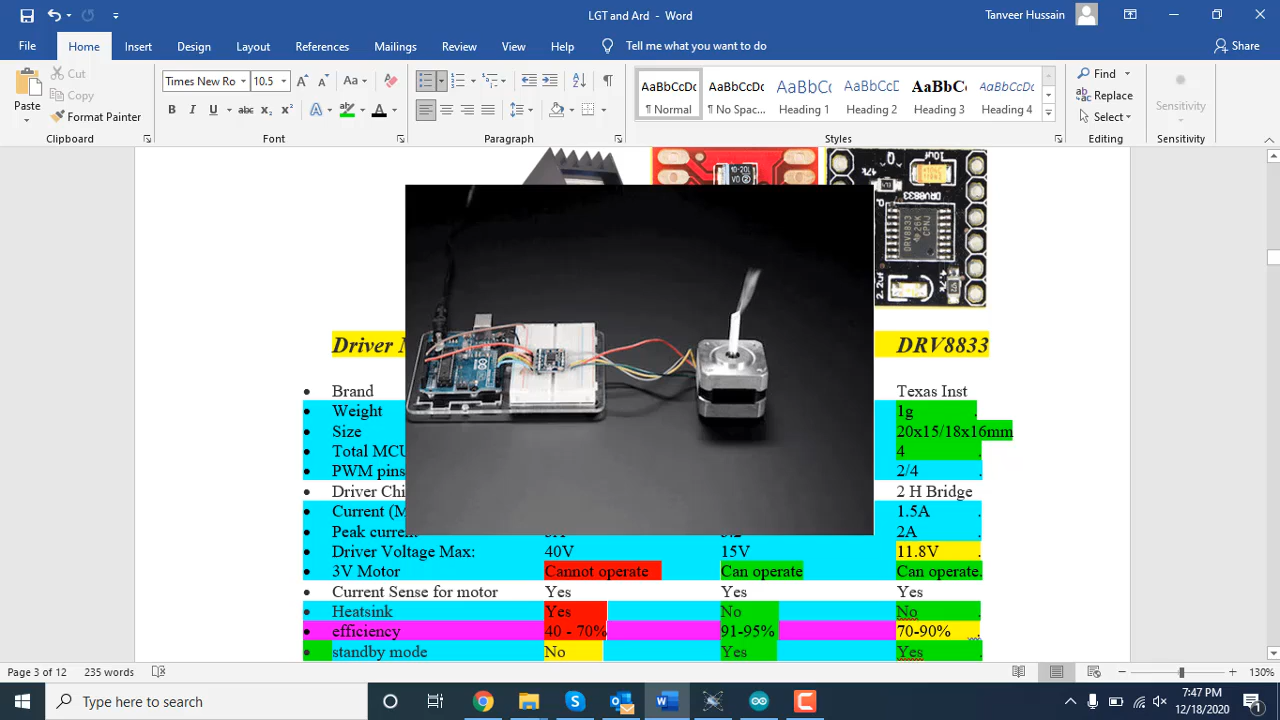 LGT and Ard - Word
Tanveer Hussain
File Home Insert Design Layout References Mailings Review View Help Tell me what you want to do Share
Paste
Cut
Copy
Format Painter
Clipboard
Times New Ro 10.5
Font
Paragraph
AaBbCcDc AaBbCcDc AaBbCc AaBbCcD AaBbCc AaBbCcDc
¶ Normal ¶ No Spac... Heading 1 Heading 2 Heading 3 Heading 4
Styles
Find
Replace
Select
Editing
Sensitivity
Sensitivity
DRV8833
Driver
DRV8833
Brand Texas Inst
Weight 1g .
Size 20x15/18x16mm
Total MCU 4 .
PWM pins 2/4 .
Driver Chi 2 H Bridge
Current (M 1.5A .
Peak current 2A .
Driver Voltage Max: 40V 15V 11.8V .
3V Motor Cannot operate Can operate Can operate.
Current Sense for motor Yes Yes Yes
Heatsink Yes No No .
efficiency 40 - 70% 91-95% 70-90% .
standby mode No Yes Yes .
Page 3 of 12 235 words 130%
Type here to search
7:47 PM
12/18/2020
1